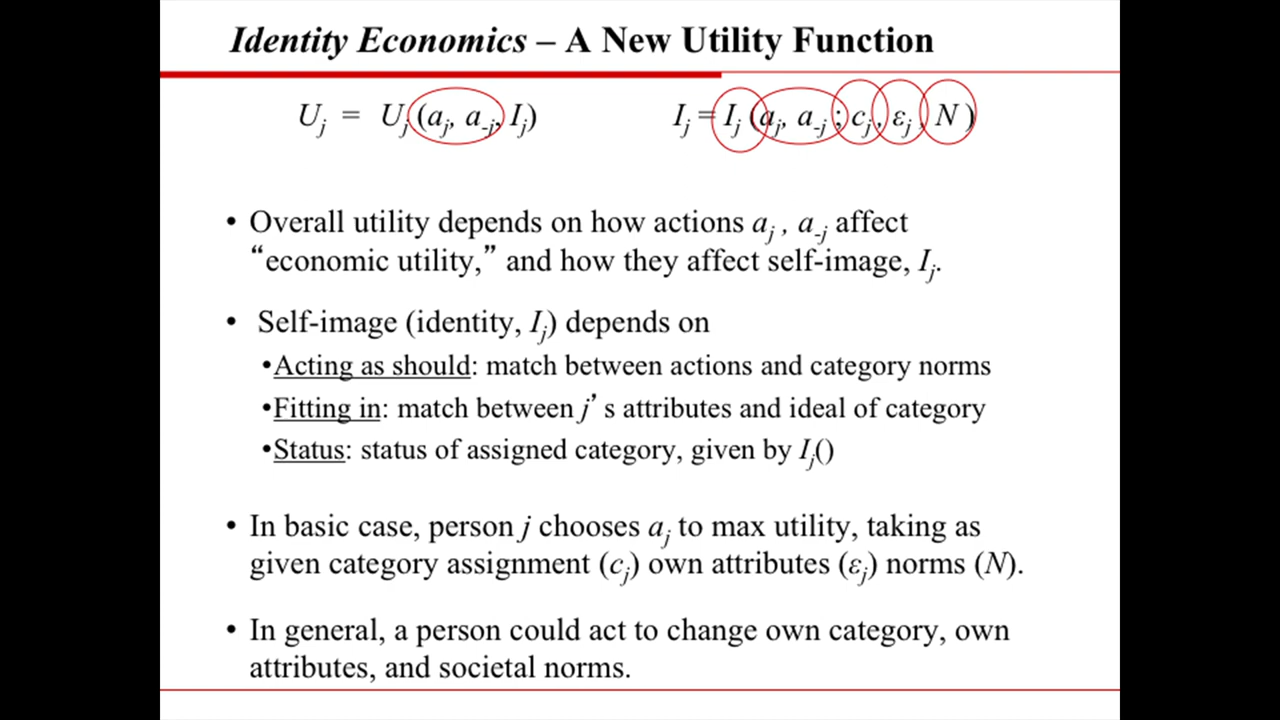 Identity Economics – A New Utility Function
Uj = Uj (aj, a-j, Ij) Ij = Ij (aj, a-j ; cj , εj , N )
• Overall utility depends on how actions aj , a-j affect
“economic utility,” and how they affect self-image, Ij.
• Self-image (identity, Ij) depends on
•Acting as should: match between actions and category norms
•Fitting in: match between j’ s attributes and ideal of category
•Status: status of assigned category, given by Ij()
• In basic case, person j chooses aj to max utility, taking as
given category assignment (cj) own attributes (εj) norms (N).
• In general, a person could act to change own category, own
attributes, and societal norms.